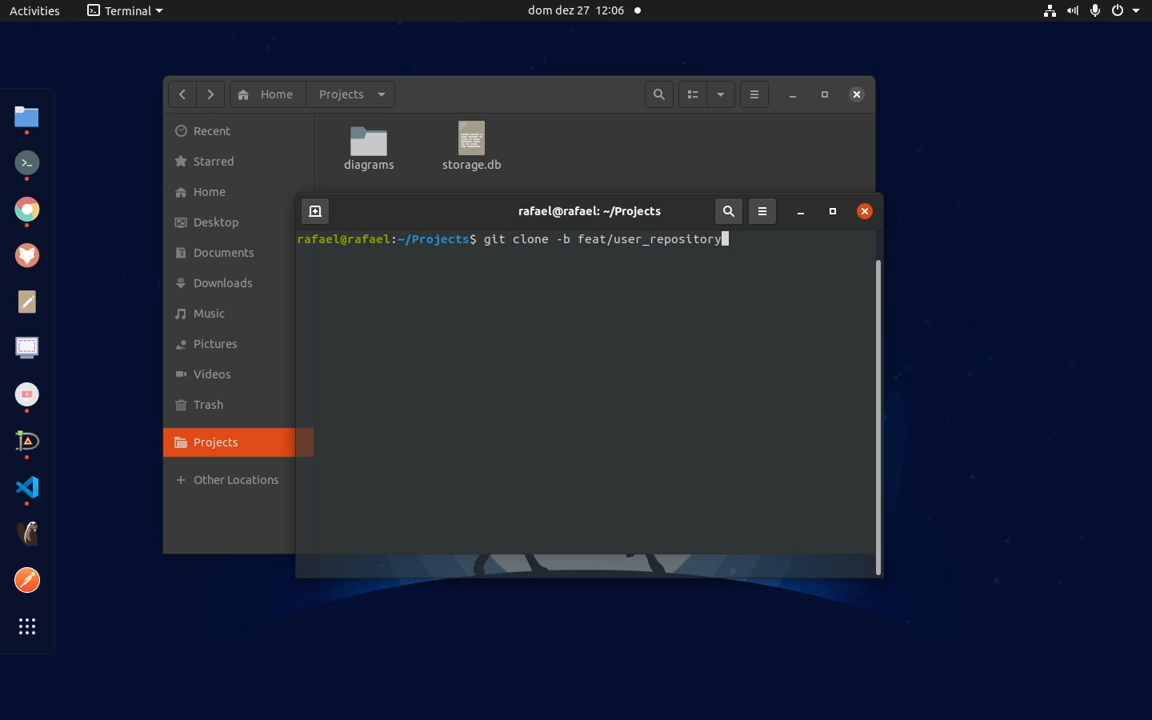 Activities
Terminal
dom dez 27 12:06
Home
Projects
Recent
Starred
Home
Desktop
Documents
Downloads
Music
Pictures
Videos
Trash
Projects
Other Locations
diagrams
storage.db
rafael@rafael: ~/Projects
rafael@rafael:~/Projects$ git clone -b feat/user_repository